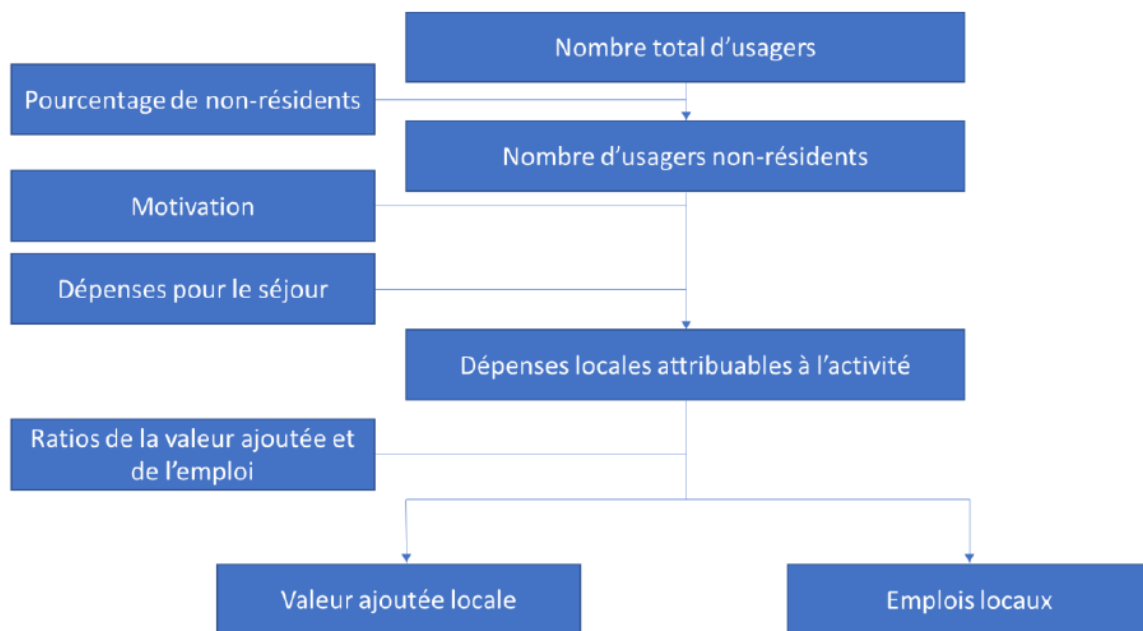 Nombre total d’usagers
Pourcentage de non-résidents
Nombre d’usagers non-résidents
Motivation
Dépenses pour le séjour
Dépenses locales attribuables à l’activité
Ratios de la valeur ajoutée et
de l’emploi
Valeur ajoutée locale
Emplois locaux